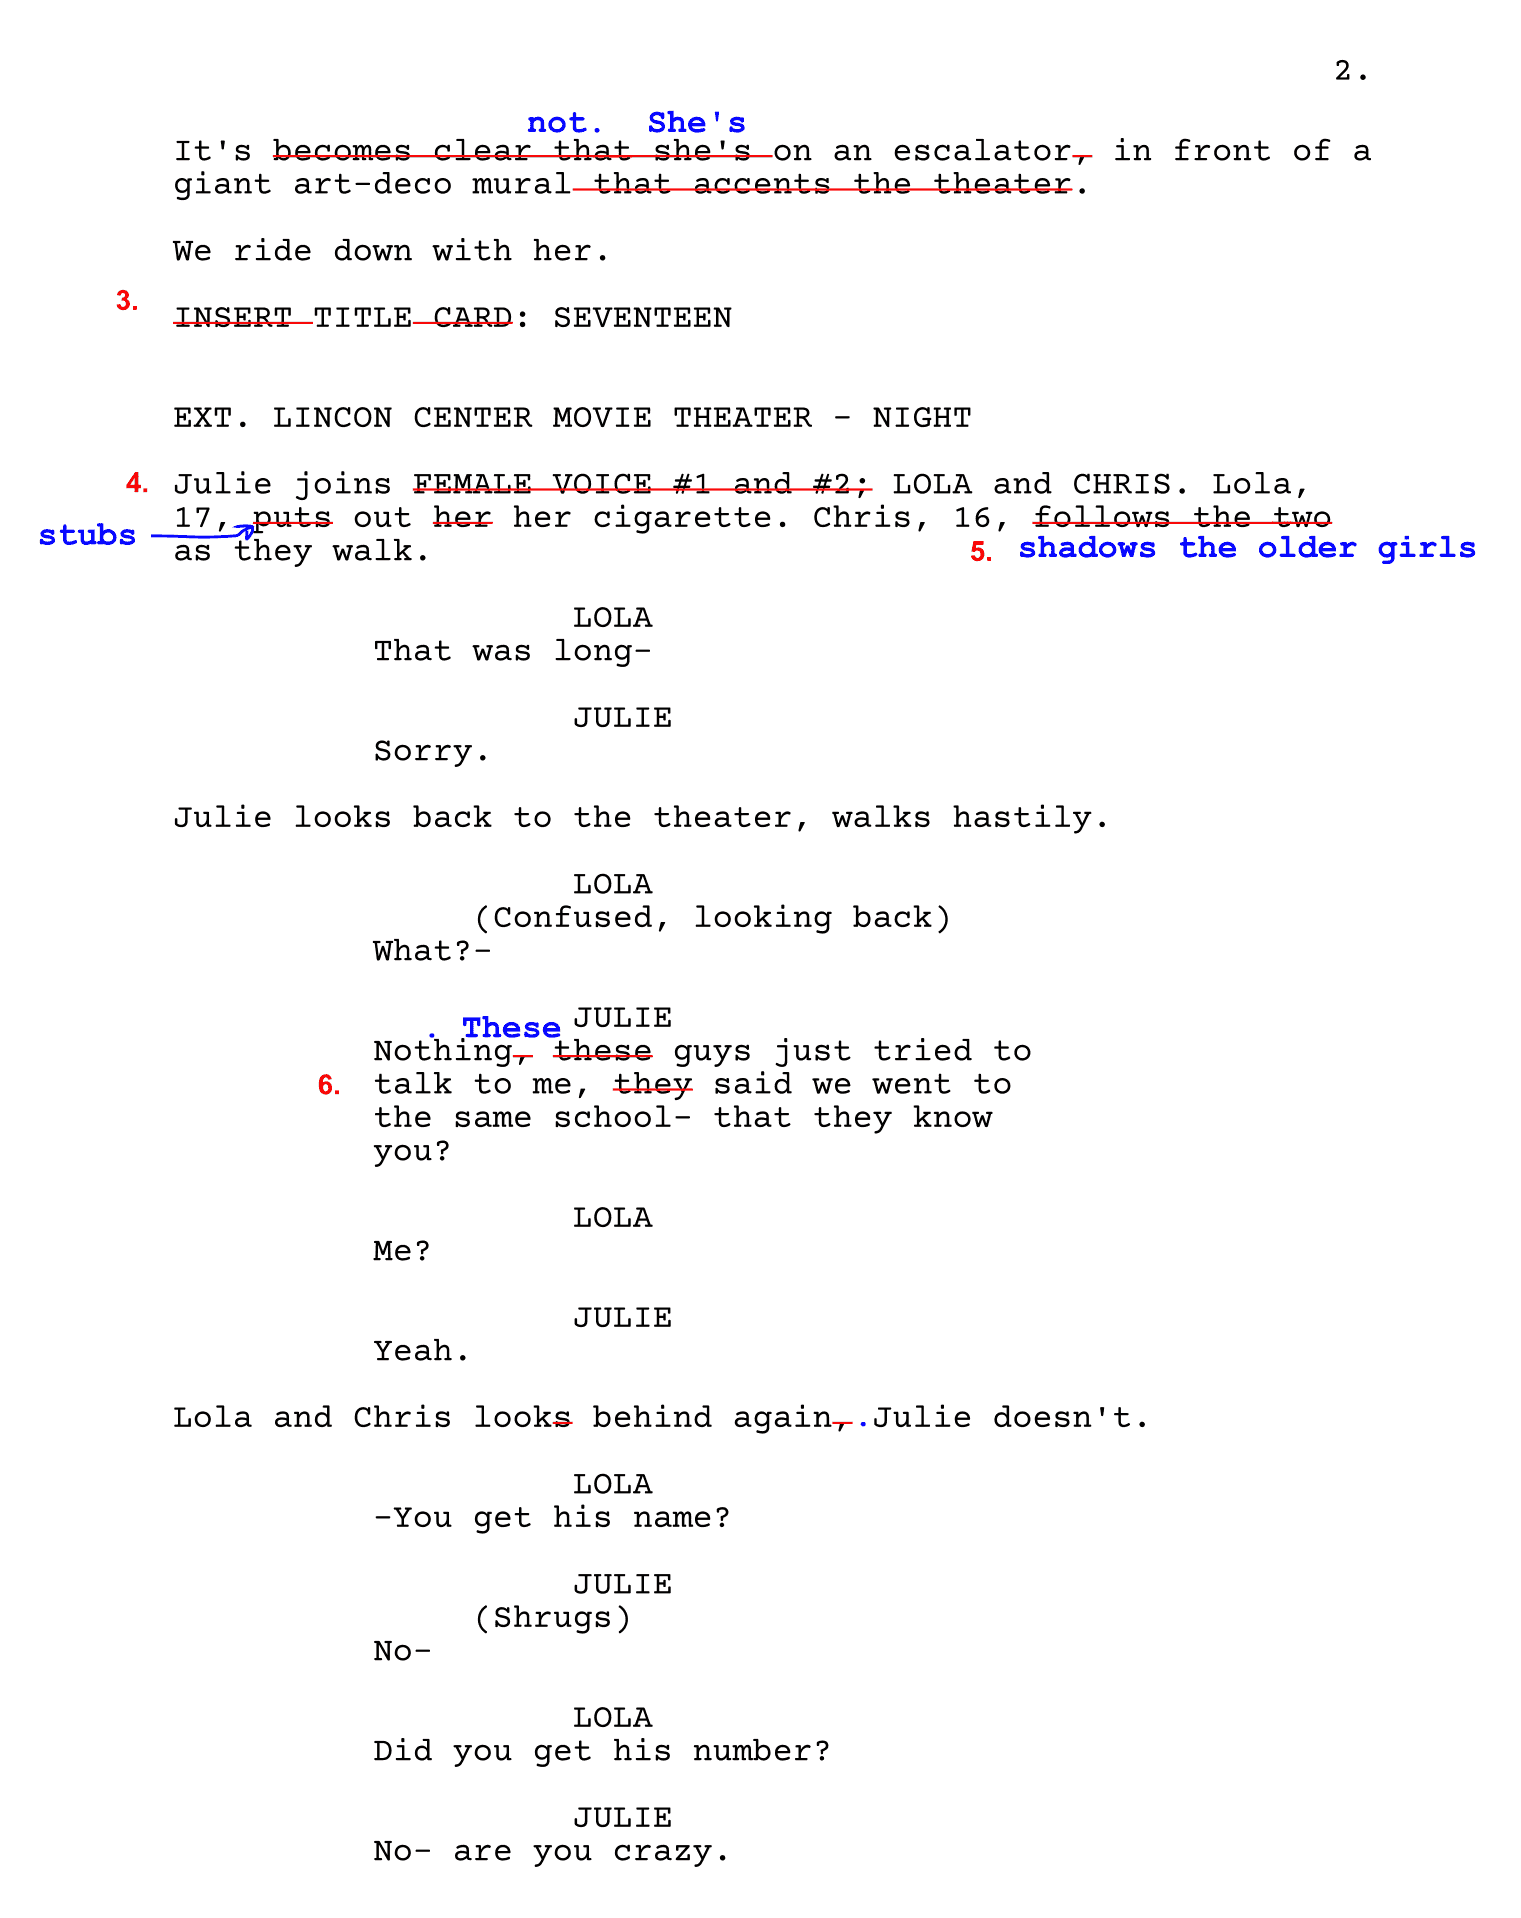 2.
not.  She's
It's becomes clear that she's on an escalator, in front of a
giant art-deco mural that accents the theater.
We ride down with her.
3.
INSERT TITLE CARD: SEVENTEEN
EXT. LINCON CENTER MOVIE THEATER - NIGHT
4. Julie joins FEMALE VOICE #1 and #2; LOLA and CHRIS. Lola,
17, puts out her her cigarette. Chris, 16, follows the two
stubs
as they walk.
5. shadows the older girls
LOLA
That was long-
JULIE
Sorry.
Julie looks back to the theater, walks hastily.
LOLA
(Confused, looking back)
What?-
JULIE
. These
Nothing, these guys just tried to
6. talk to me, they said we went to
the same school- that they know
you?
LOLA
Me?
JULIE
Yeah.
Lola and Chris looks behind again, .Julie doesn't.
LOLA
-You get his name?
JULIE
(Shrugs)
No-
LOLA
Did you get his number?
JULIE
No- are you crazy.